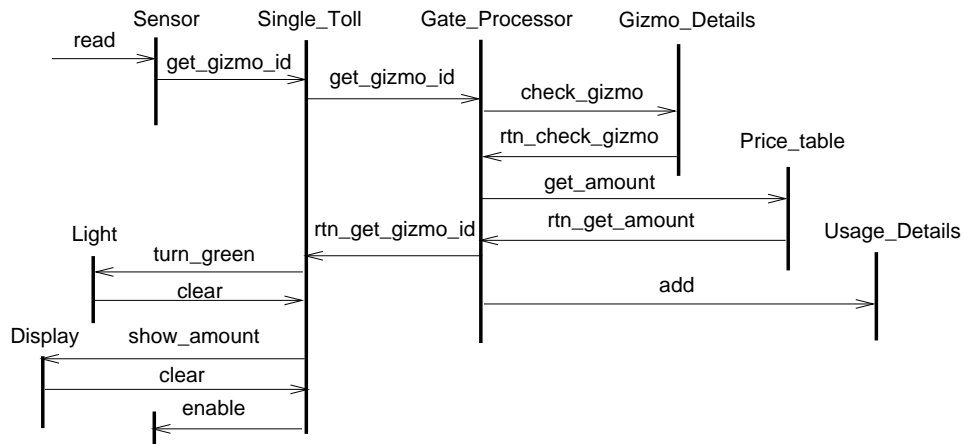 Sensor
Single_Toll
Gate_Processor
Gizmo_Details
read
get_gizmo_id
get_gizmo_id
check_gizmo
rtn_check_gizmo
Price_table
get_amount
rtn_get_gizmo_id
rtn_get_amount
Usage_Details
Light
turn_green
clear
add
Display
show_amount
clear
enable